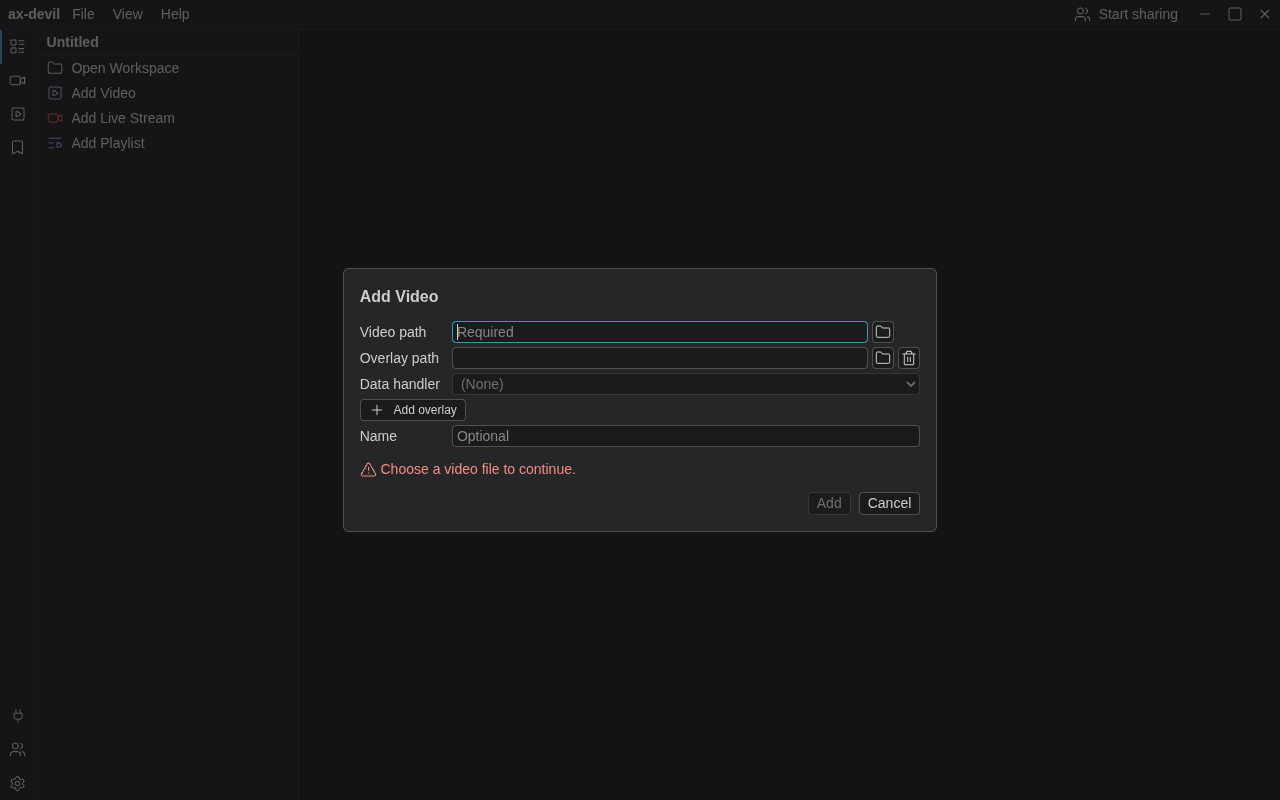 ax-devil File View Help Start sharing
Untitled
Open Workspace
Add Video
Add Live Stream
Add Playlist
Add Video
Video path Required
Overlay path
Data handler (None)
Add overlay
Name Optional
Choose a video file to continue.
Add Cancel